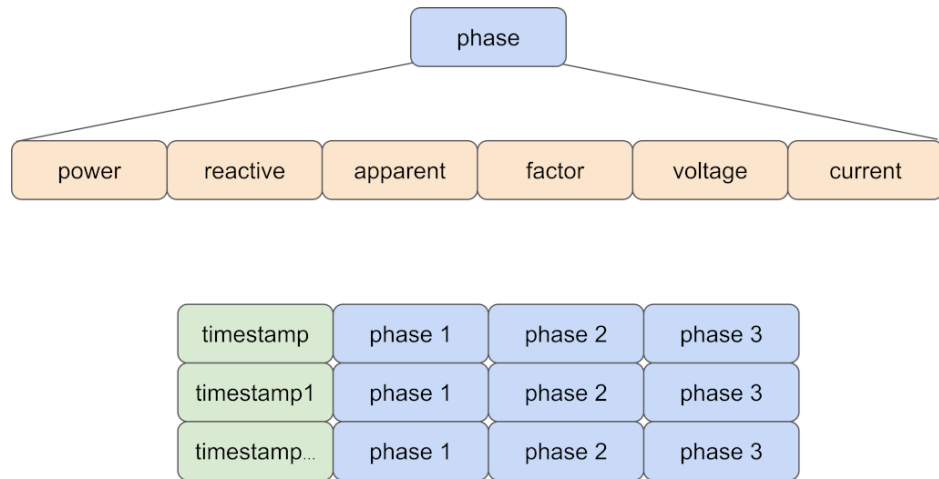 phase
power reactive apparent factor voltage current
timestamp phase 1 phase 2 phase 3
timestamp1 phase 1 phase 2 phase 3
timestamp... phase 1 phase 2 phase 3